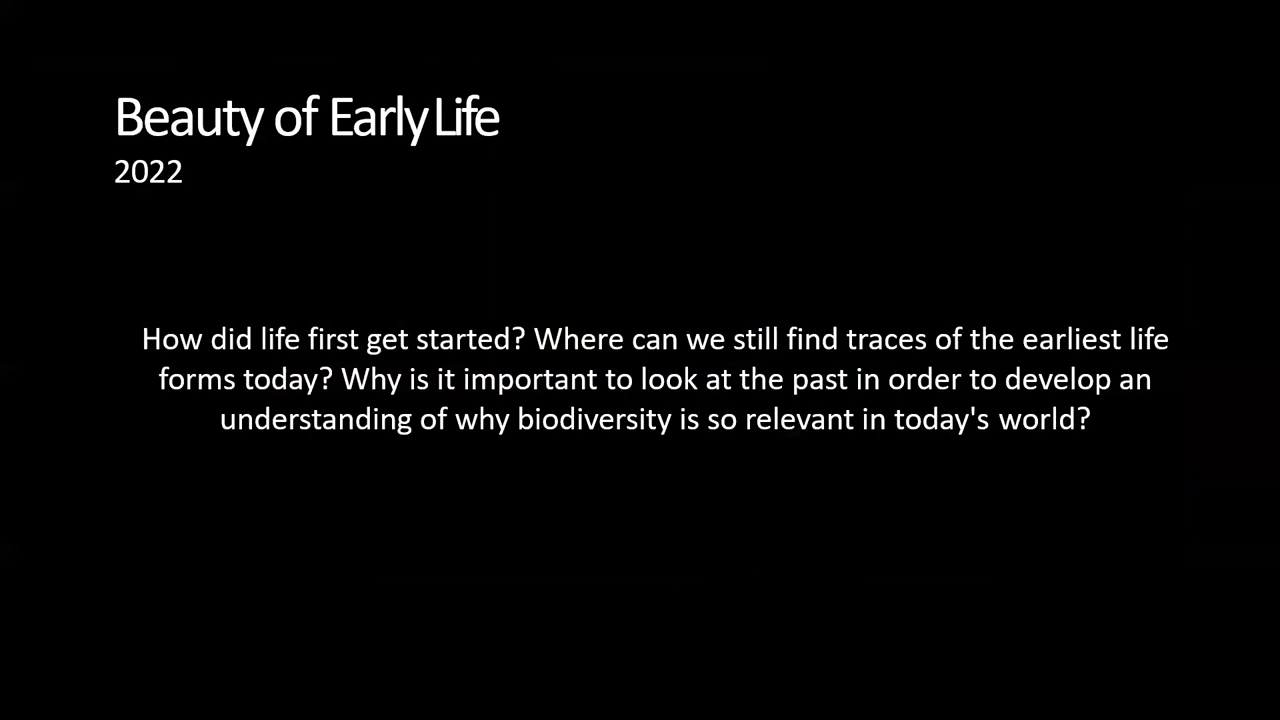 Beauty of Early Life
2022
How did life first get started? Where can we still find traces of the earliest life
forms today? Why is it important to look at the past in order to develop an
understanding of why biodiversity is so relevant in today's world?